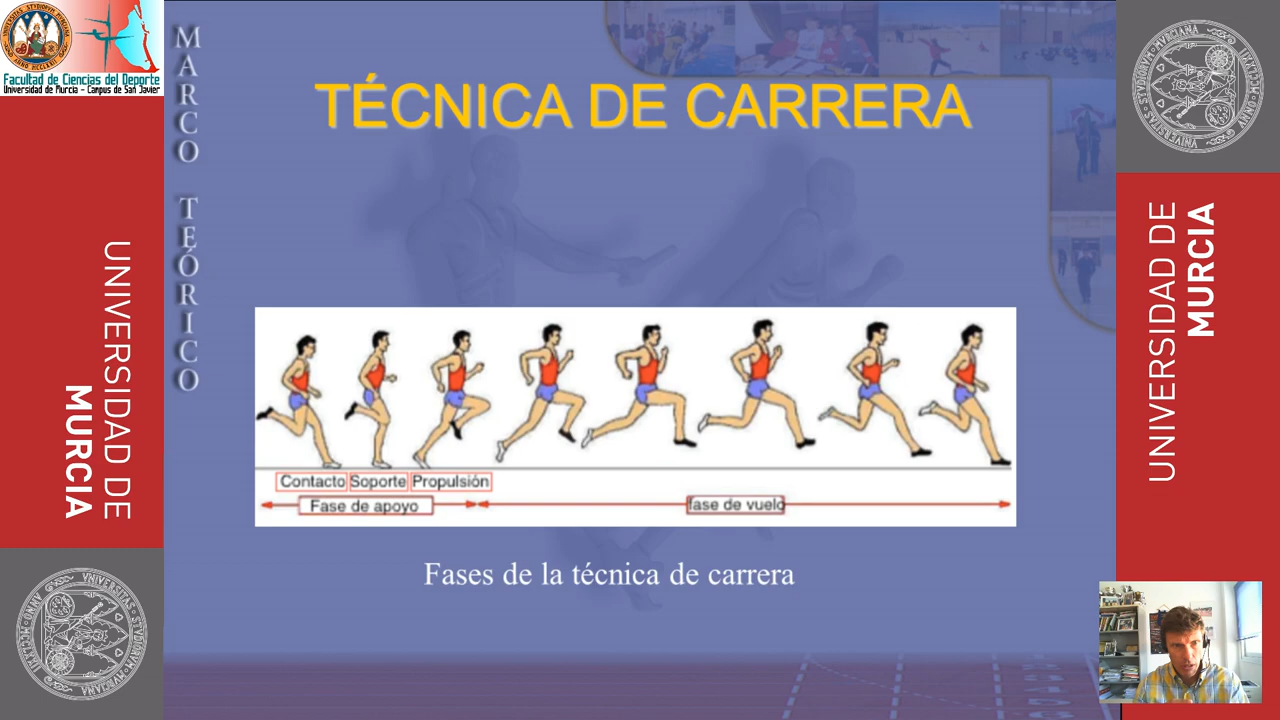 Facultad de Ciencias del Deporte
Universidad de Murcia - Campus de San Javier
MARCO TEÓRICO
TÉCNICA DE CARRERA
Contacto Soporte Propulsión
Fase de apoyo
fase de vuelo
Fases de la técnica de carrera
UNIVERSIDAD DE
MURCIA
UNIVERSIDAD DE
MURCIA